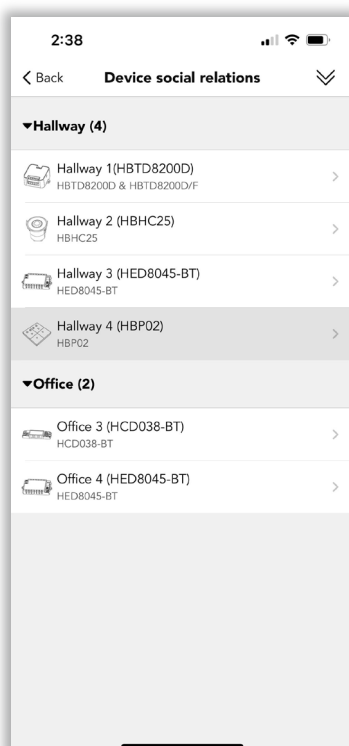 2:38
Back Device social relations
Hallway (4)
Hallway 1(HBTD8200D)
HBTD8200D & HBTD8200D/F
Hallway 2 (HBHC25)
HBHC25
Hallway 3 (HED8045-BT)
HED8045-BT
Hallway 4 (HBP02)
HBP02
Office (2)
Office 3 (HCD038-BT)
HCD038-BT
Office 4 (HED8045-BT)
HED8045-BT